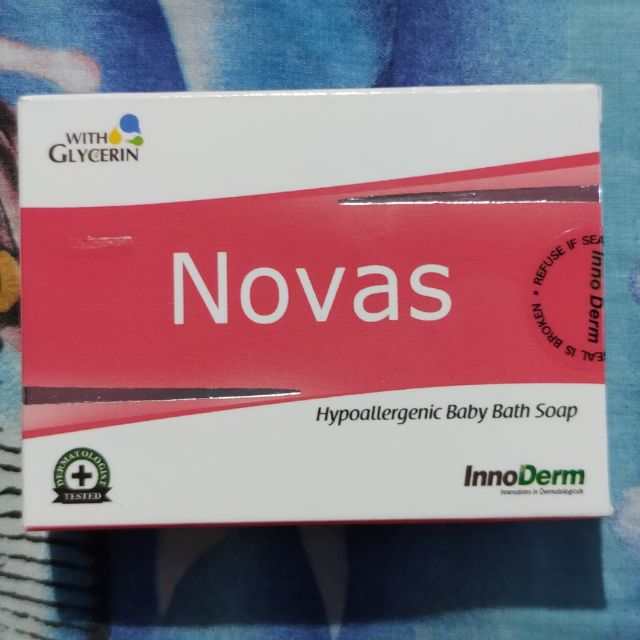 WITH
GLYCERIN
Novas
REFUSE IF SEA
Inno Derm
EAL IS BROKEN
Hypoallergenic Baby Bath Soap
DERMATOLOGIST
TESTED
InnoDerm
Innovations in Dermatologicals